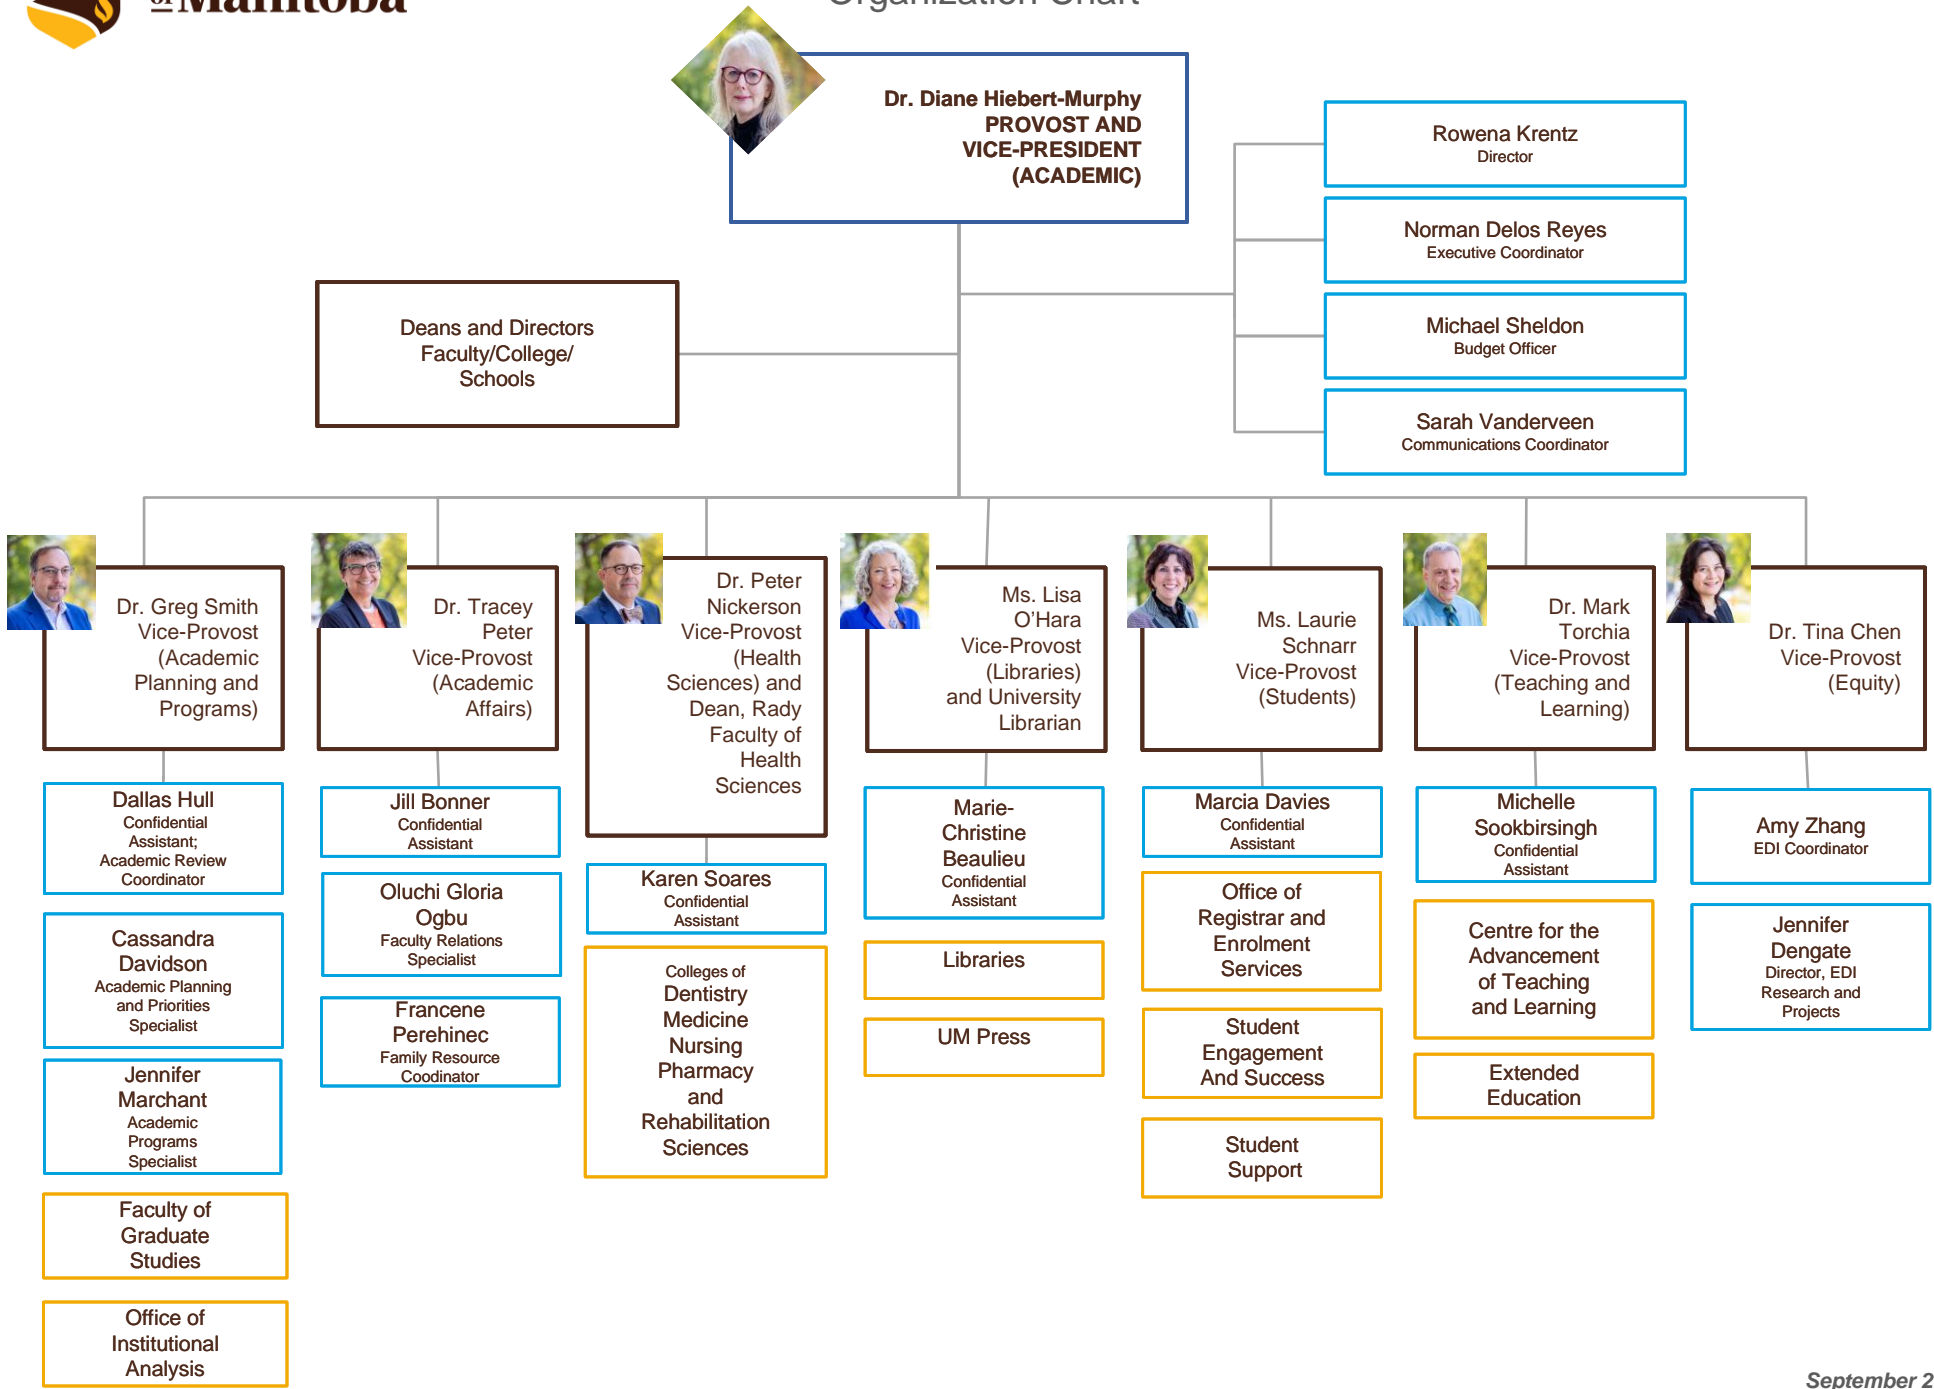 of Manitoba
Organization Chart
Dr. Diane Hiebert-Murphy
PROVOST AND
VICE-PRESIDENT
(ACADEMIC)
Rowena Krentz
Director
Norman Delos Reyes
Executive Coordinator
Michael Sheldon
Budget Officer
Sarah Vanderveen
Communications Coordinator
Deans and Directors
Faculty/College/
Schools
Dr. Greg Smith
Vice-Provost
(Academic
Planning and
Programs)
Dallas Hull
Confidential
Assistant;
Academic Review
Coordinator
Cassandra
Davidson
Academic Planning
and Priorities
Specialist
Jennifer
Marchant
Academic
Programs
Specialist
Faculty of
Graduate
Studies
Office of
Institutional
Analysis
Dr. Tracey
Peter
Vice-Provost
(Academic
Affairs)
Jill Bonner
Confidential
Assistant
Oluchi Gloria
Ogbu
Faculty Relations
Specialist
Francene
Perehinec
Family Resource
Coodinator
Dr. Peter
Nickerson
Vice-Provost
(Health
Sciences) and
Dean, Rady
Faculty of
Health
Sciences
Karen Soares
Confidential
Assistant
Colleges of
Dentistry
Medicine
Nursing
Pharmacy
and
Rehabilitation
Sciences
Ms. Lisa
O’Hara
Vice-Provost
(Libraries)
and University
Librarian
Marie-
Christine
Beaulieu
Confidential
Assistant
Libraries
UM Press
Ms. Laurie
Schnarr
Vice-Provost
(Students)
Marcia Davies
Confidential
Assistant
Office of
Registrar and
Enrolment
Services
Student
Engagement
And Success
Student
Support
Dr. Mark
Torchia
Vice-Provost
(Teaching and
Learning)
Michelle
Sookbirsingh
Confidential
Assistant
Centre for the
Advancement
of Teaching
and Learning
Extended
Education
Dr. Tina Chen
Vice-Provost
(Equity)
Amy Zhang
EDI Coordinator
Jennifer
Dengate
Director, EDI
Research and
Projects
September 2